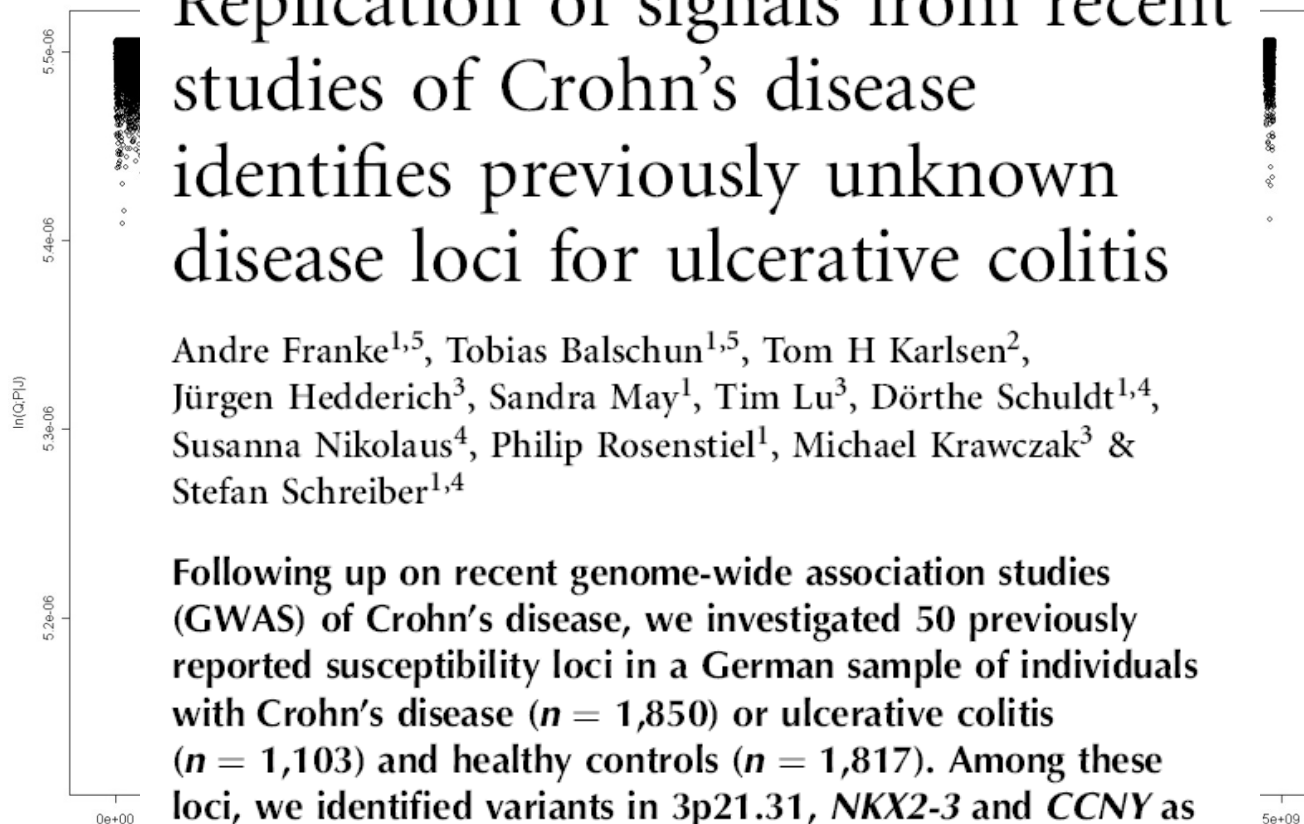 Replication of signals from recent
studies of Crohn’s disease
identifies previously unknown
disease loci for ulcerative colitis
Andre Franke1,5, Tobias Balschun1,5, Tom H Karlsen2,
Jürgen Hedderich3, Sandra May1, Tim Lu3, Dörthe Schuldt1,4,
Susanna Nikolaus4, Philip Rosenstiel1, Michael Krawczak3 &
Stefan Schreiber1,4
Following up on recent genome-wide association studies
(GWAS) of Crohn’s disease, we investigated 50 previously
reported susceptibility loci in a German sample of individuals
with Crohn’s disease (n = 1,850) or ulcerative colitis
(n = 1,103) and healthy controls (n = 1,817). Among these
loci, we identified variants in 3p21.31, NKX2-3 and CCNY as
5.5e-06
5.4e-06
5.3e-06
5.2e-06
ln(Q;P|J)
0e+00
5e+09